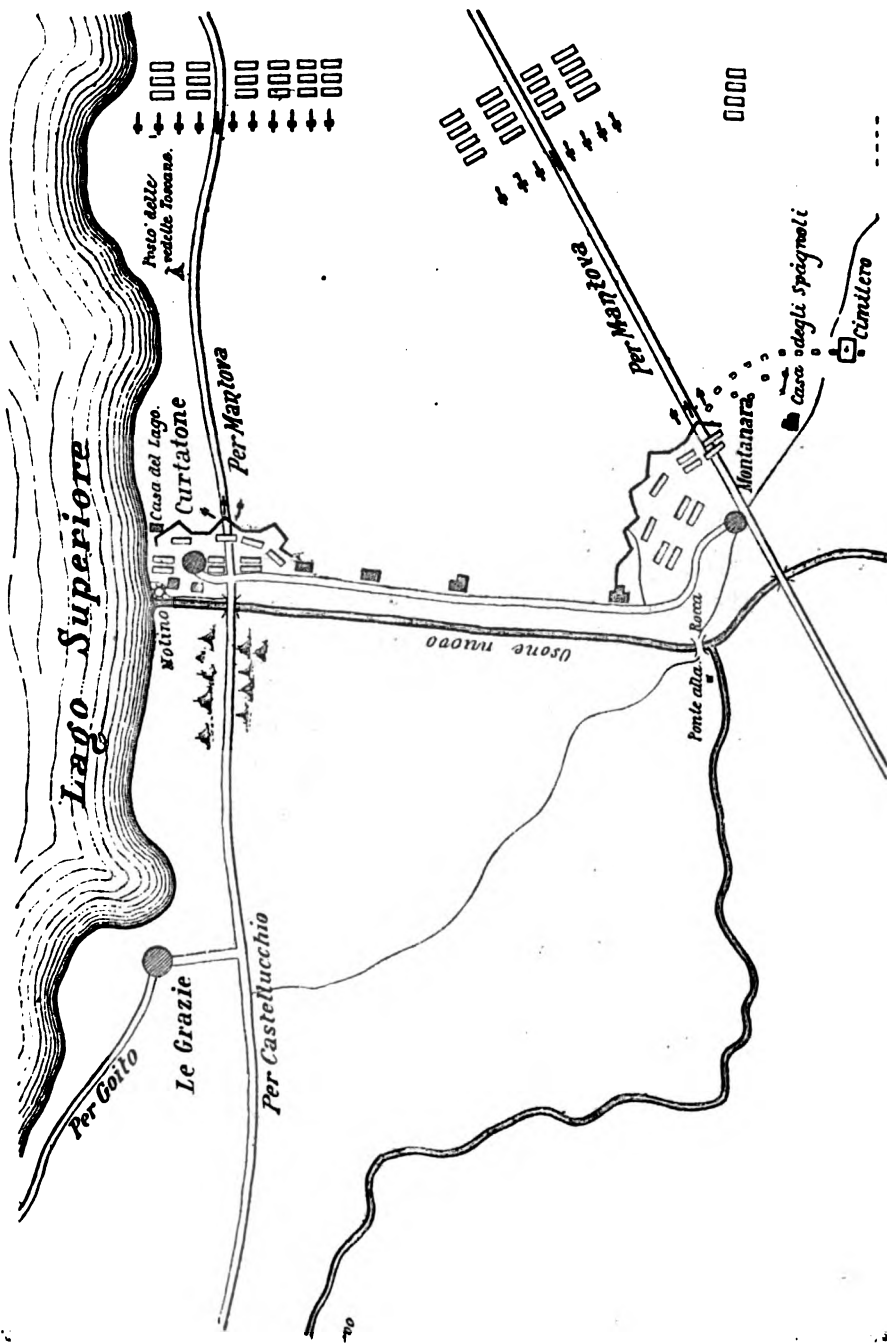 Lago Superiore
Posto delle
vedette Toscane.
Casa del Lago.
Curtatone
Per Mantova
Molino
Per Mantova
Casa degli Spagnoli
Cimitero
Montanara
Usone nuovo
Ponte alla Rocca
Le Grazie
Per Goito
Per Castellucchio